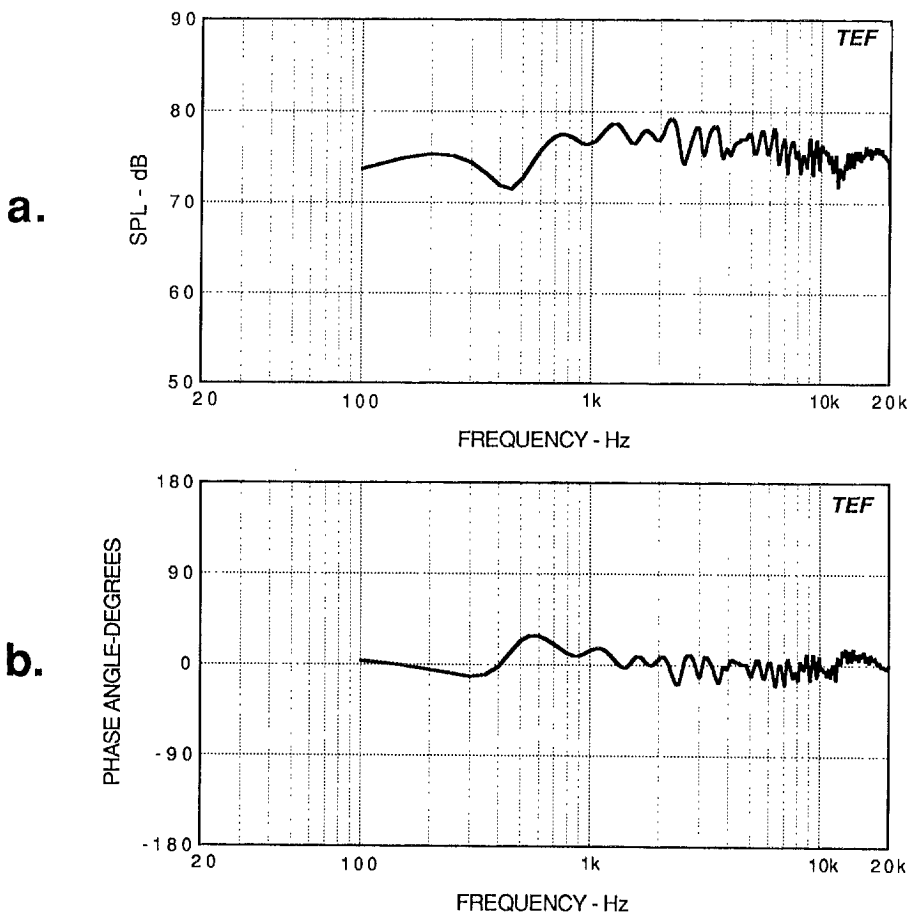 a.
SPL - dB
90
80
70
60
50
TEF
20 100 1k 10k 20k
FREQUENCY - Hz
b.
PHASE ANGLE-DEGREES
180
90
0
-90
-180
TEF
20 100 1k 10k 20k
FREQUENCY - Hz